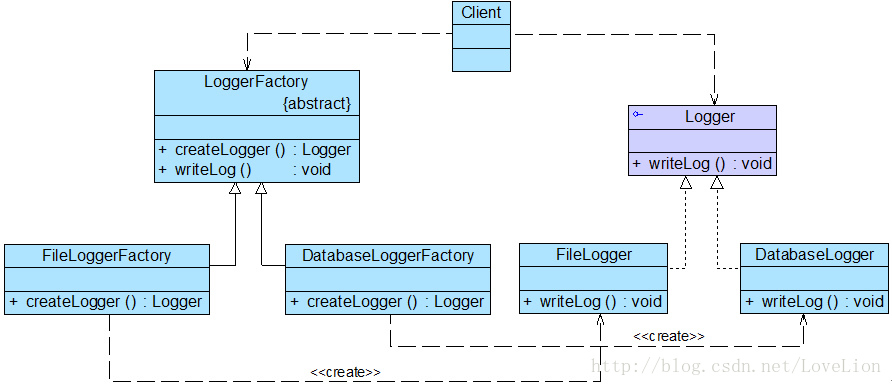 Client
LoggerFactory
{abstract}
+ createLogger () : Logger
+ writeLog () : void
Logger
+ writeLog () : void
FileLoggerFactory
+ createLogger () : Logger
DatabaseLoggerFactory
+ createLogger () : Logger
FileLogger
+ writeLog () : void
DatabaseLogger
+ writeLog () : void
<<create>>
<<create>>
http://blog.csdn.net/LoveLion